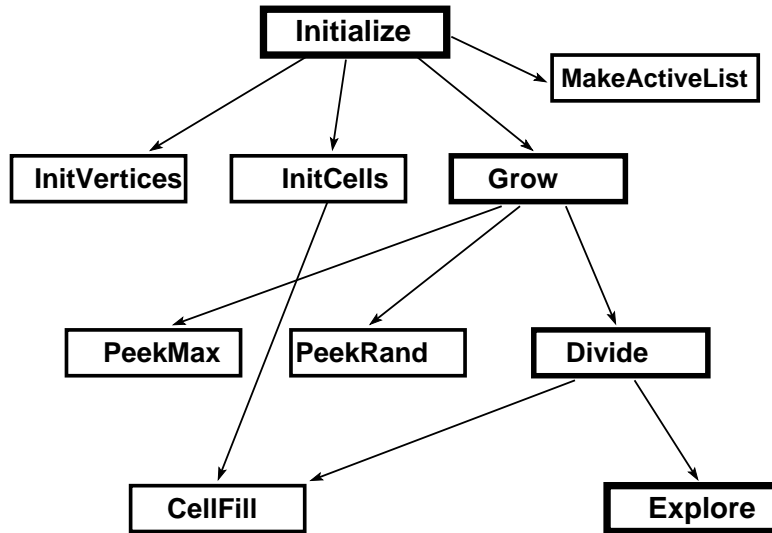 Initialize
MakeActiveList
InitVertices
InitCells
Grow
PeekMax
PeekRand
Divide
CellFill
Explore